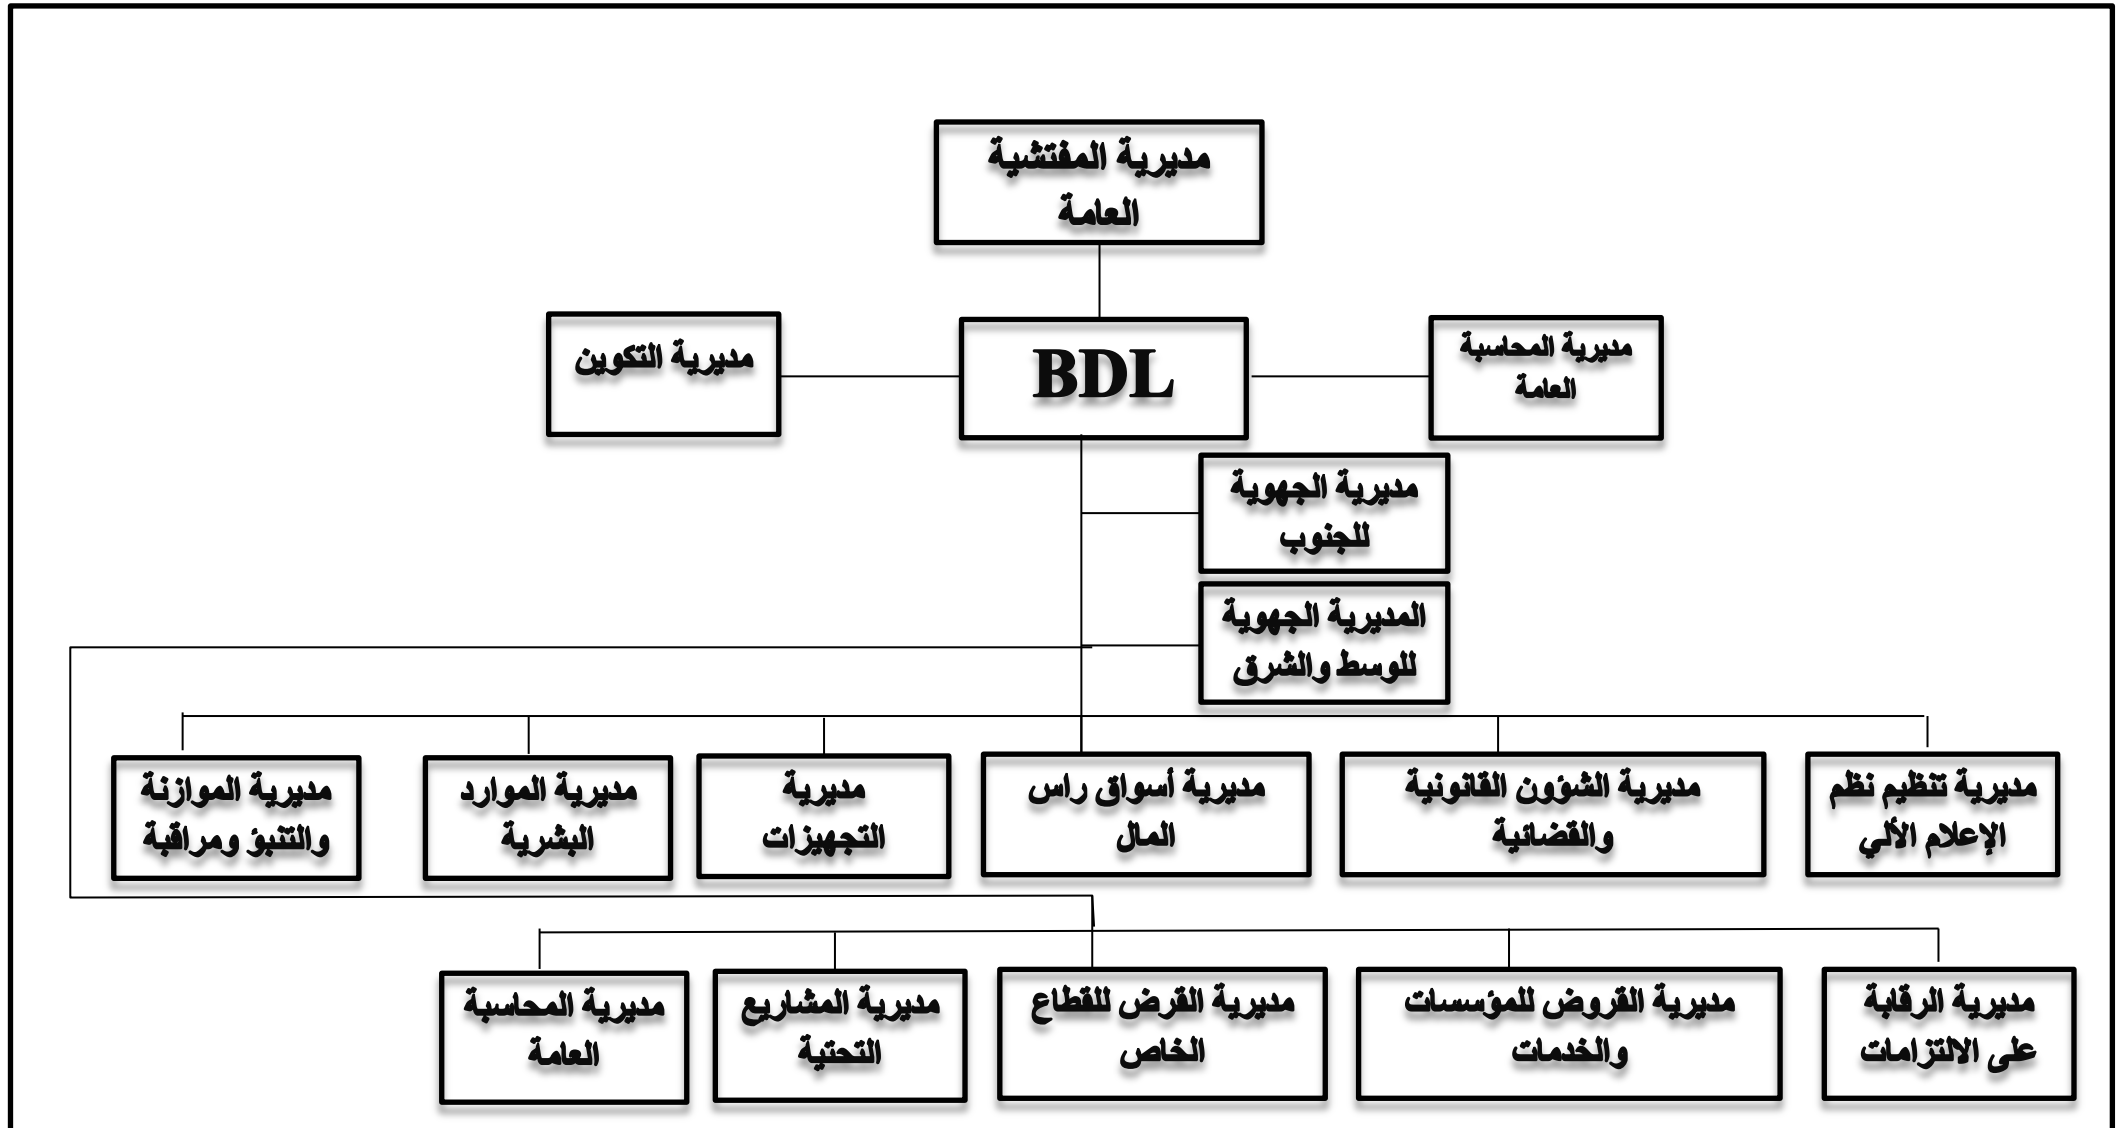 مديرية المفتشية
العامة
مديرية المحاسبة
العامة
BDL
مديرية التكوين
مديرية الجهوية
للجنوب
المديرية الجهوية
للوسط والشرق
مديرية تنظيم نظم
الإعلام الألي
مديرية الشؤون القانونية
والقضائية
مديرية أسواق راس
المال
مديرية
التجهيزات
مديرية الموارد
البشرية
مديرية الموازنة
والتنبؤ ومراقبة
مديرية الرقابة
على الالتزامات
مديرية القروض للمؤسسات
والخدمات
مديرية القرض للقطاع
الخاص
مديرية المشاريع
التحتية
مديرية المحاسبة
العامة